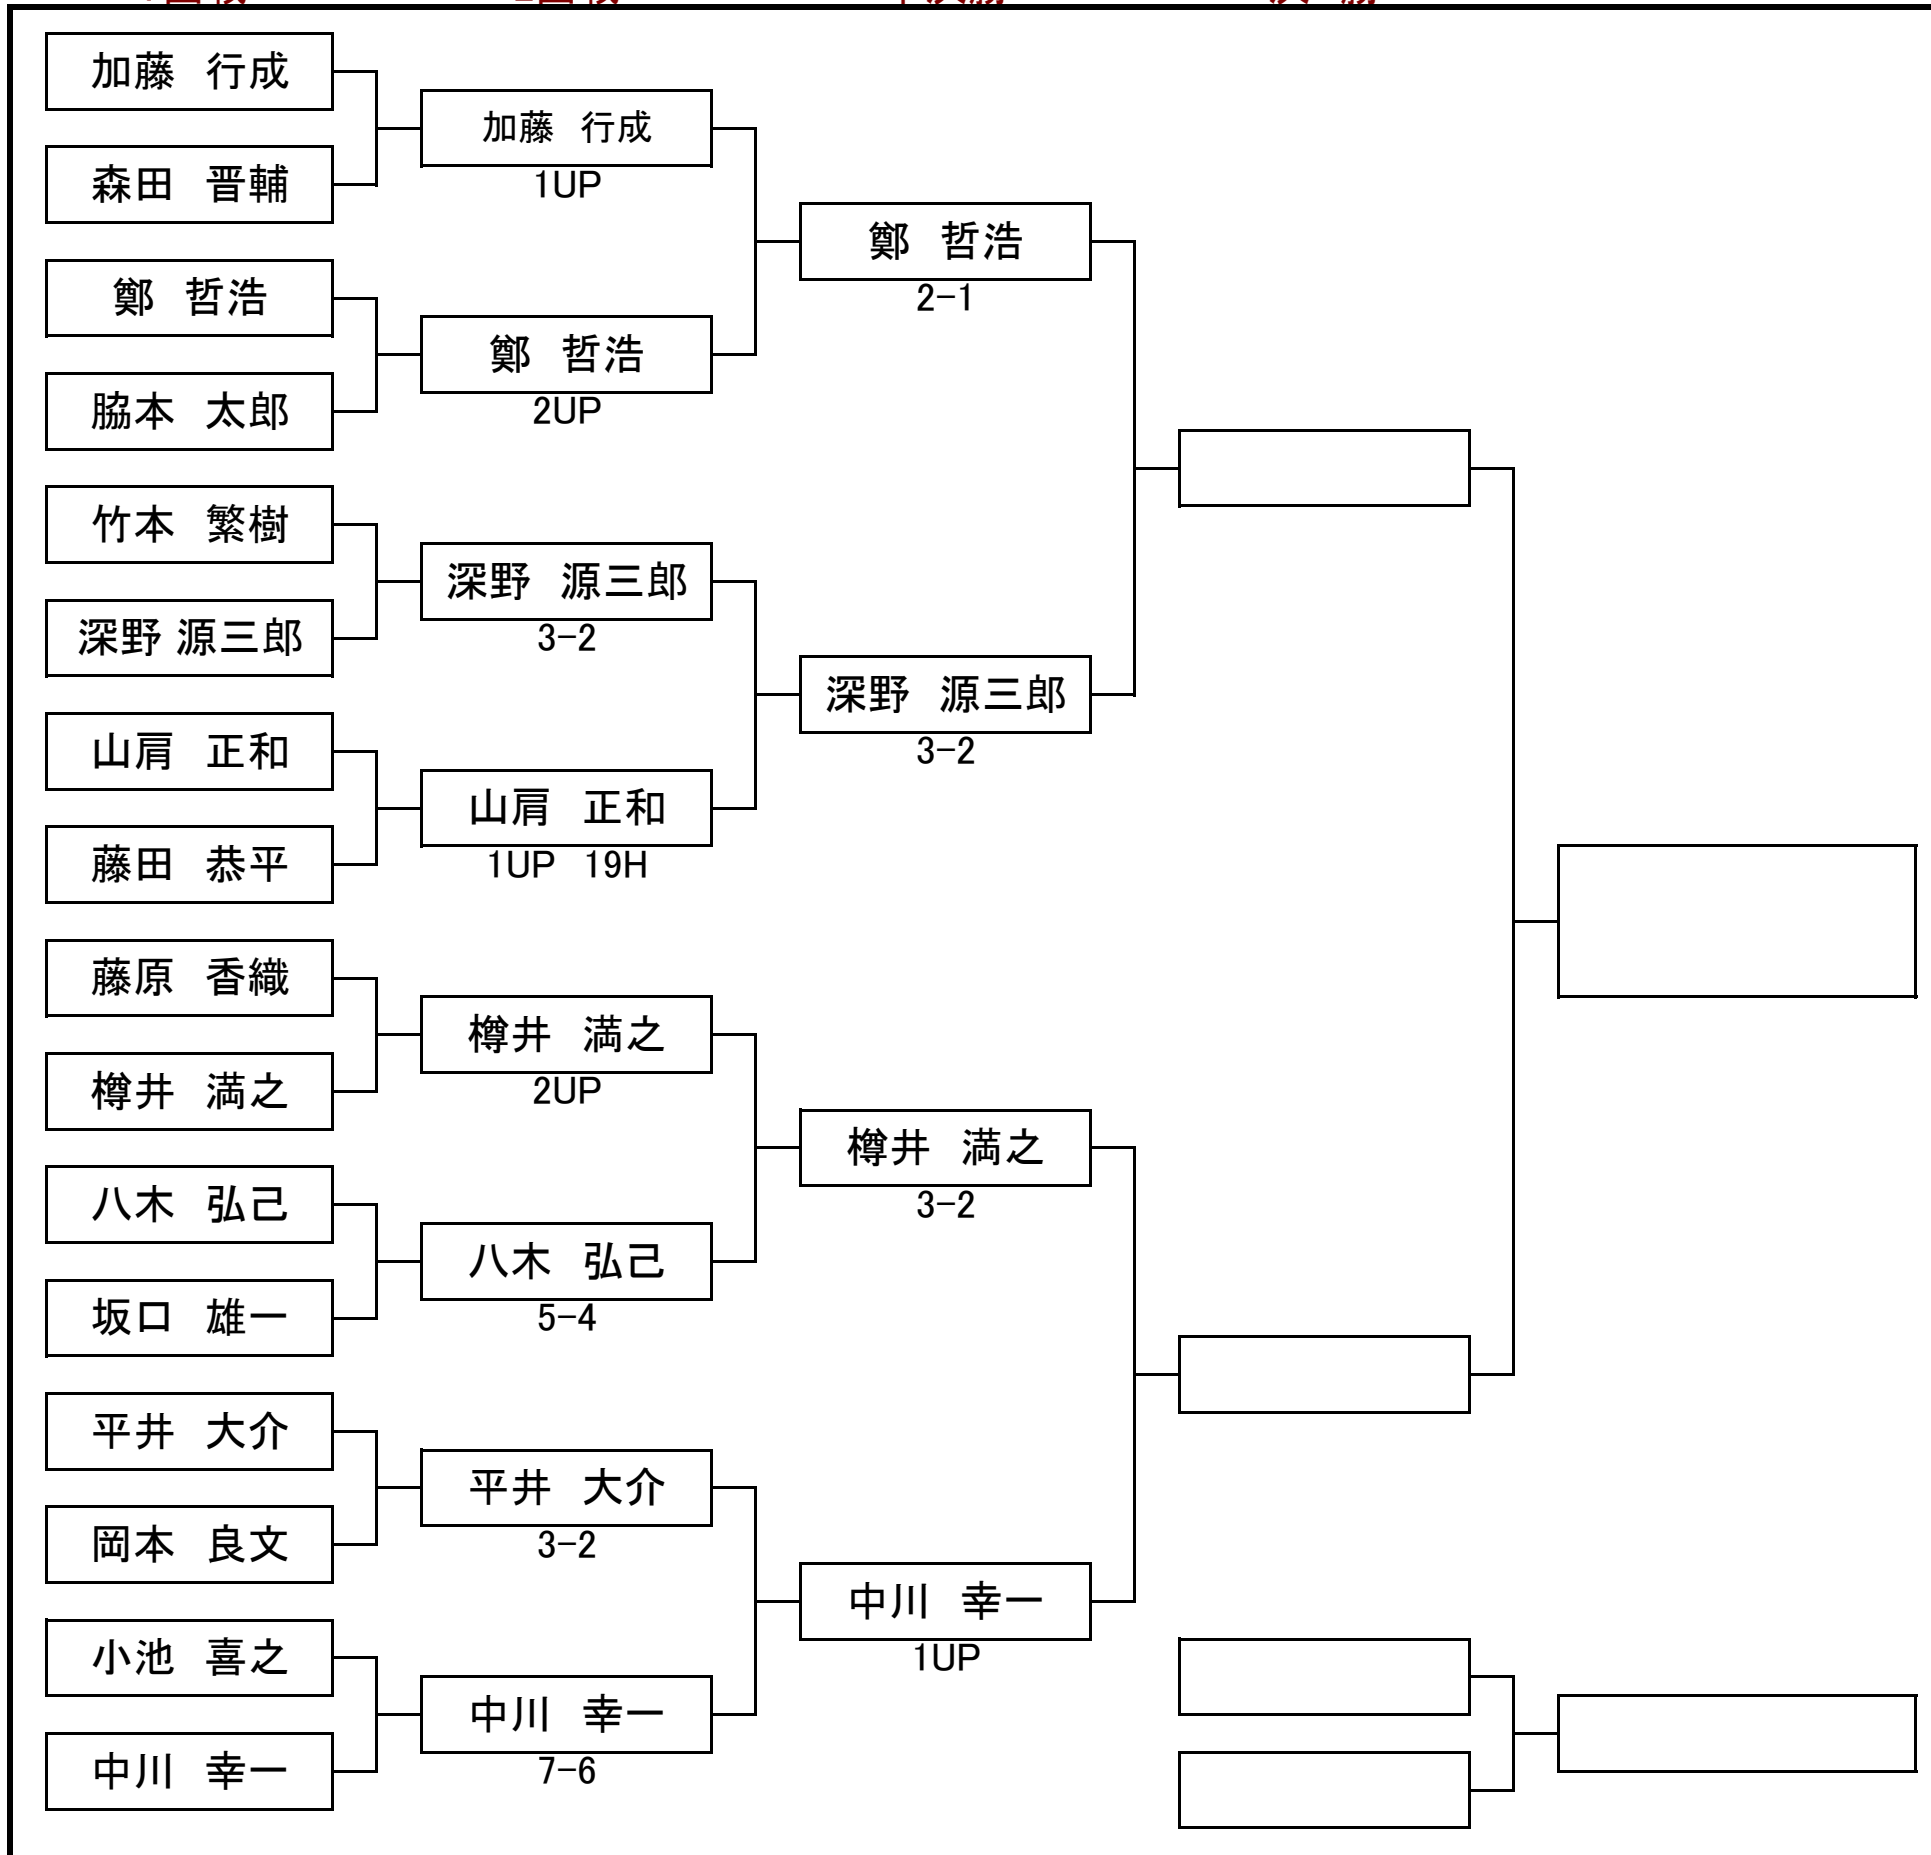 加藤 行成
森田 晋輔
鄭 哲浩
脇本 太郎
竹本 繁樹
深野 源三郎
山肩 正和
藤田 恭平
藤原 香織
樽井 満之
八木 弘己
坂口 雄一
平井 大介
岡本 良文
小池 喜之
中川 幸一
加藤 行成
1UP
鄭 哲浩
2UP
深野 源三郎
3-2
山肩 正和
1UP 19H
樽井 満之
2UP
八木 弘己
5-4
平井 大介
3-2
中川 幸一
7-6
鄭 哲浩
2-1
深野 源三郎
3-2
樽井 満之
3-2
中川 幸一
1UP